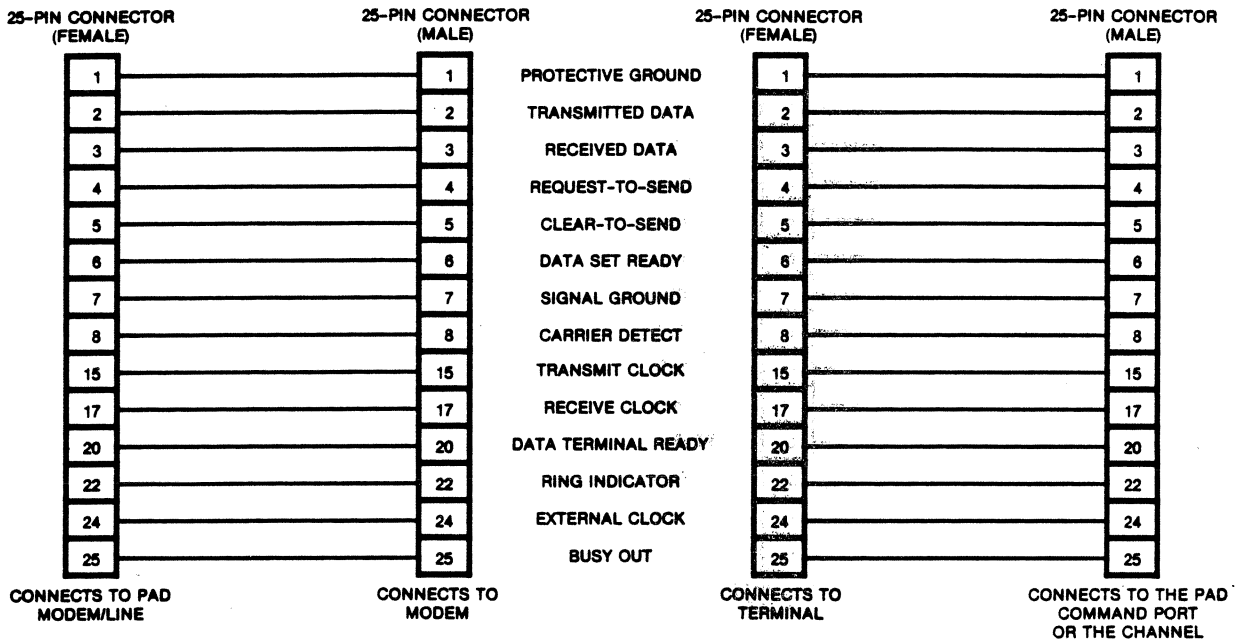 25-PIN CONNECTOR
(FEMALE)
25-PIN CONNECTOR
(MALE)
25-PIN CONNECTOR
(FEMALE)
25-PIN CONNECTOR
(MALE)
1 1 PROTECTIVE GROUND 1 1
2 2 TRANSMITTED DATA 2 2
3 3 RECEIVED DATA 3 3
4 4 REQUEST-TO-SEND 4 4
5 5 CLEAR-TO-SEND 5 5
6 6 DATA SET READY 6 6
7 7 SIGNAL GROUND 7 7
8 8 CARRIER DETECT 8 8
15 15 TRANSMIT CLOCK 15 15
17 17 RECEIVE CLOCK 17 17
20 20 DATA TERMINAL READY 20 20
22 22 RING INDICATOR 22 22
24 24 EXTERNAL CLOCK 24 24
25 25 BUSY OUT 25 25
CONNECTS TO PAD
MODEM/LINE
CONNECTS TO
MODEM
CONNECTS TO
TERMINAL
CONNECTS TO THE PAD
COMMAND PORT
OR THE CHANNEL